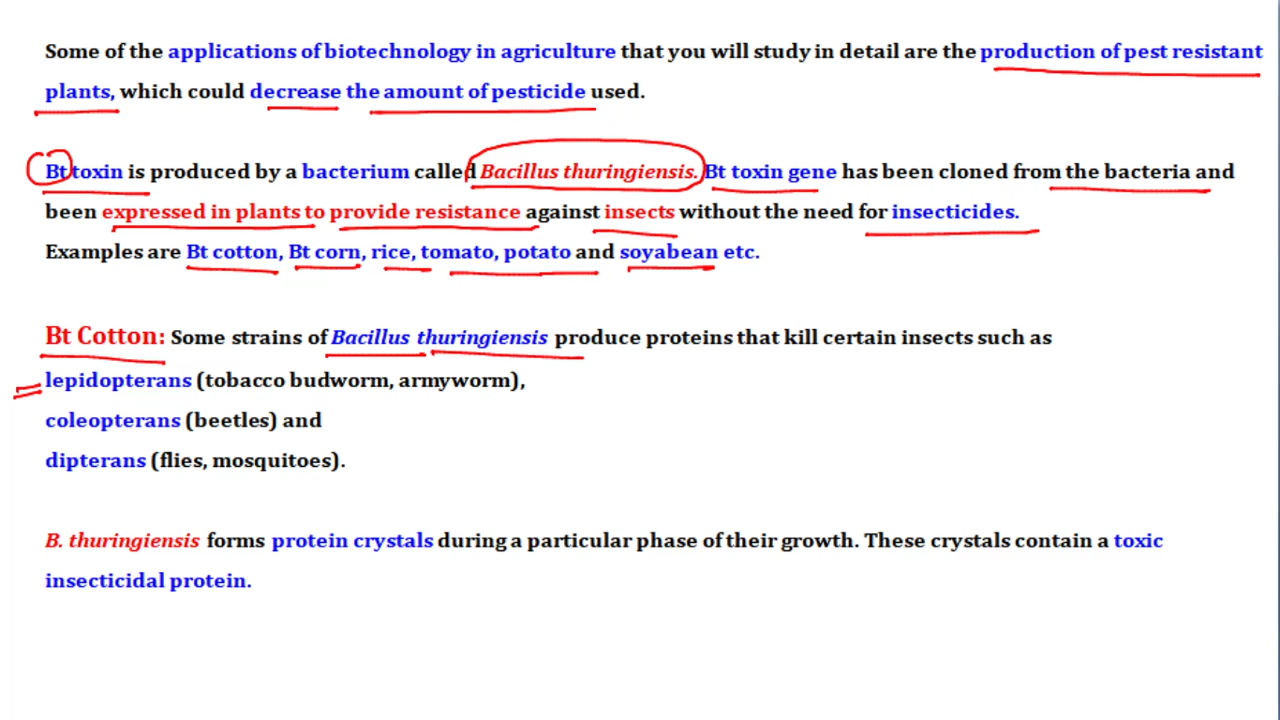 Some of the applications of biotechnology in agriculture that you will study in detail are the production of pest resistant
plants, which could decrease the amount of pesticide used.
Bt toxin is produced by a bacterium called Bacillus thuringiensis. Bt toxin gene has been cloned from the bacteria and
been expressed in plants to provide resistance against insects without the need for insecticides.
Examples are Bt cotton, Bt corn, rice, tomato, potato and soyabean etc.
Bt Cotton: Some strains of Bacillus thuringiensis produce proteins that kill certain insects such as
lepidopterans (tobacco budworm, armyworm),
coleopterans (beetles) and
dipterans (flies, mosquitoes).
B. thuringiensis forms protein crystals during a particular phase of their growth. These crystals contain a toxic
insecticidal protein.